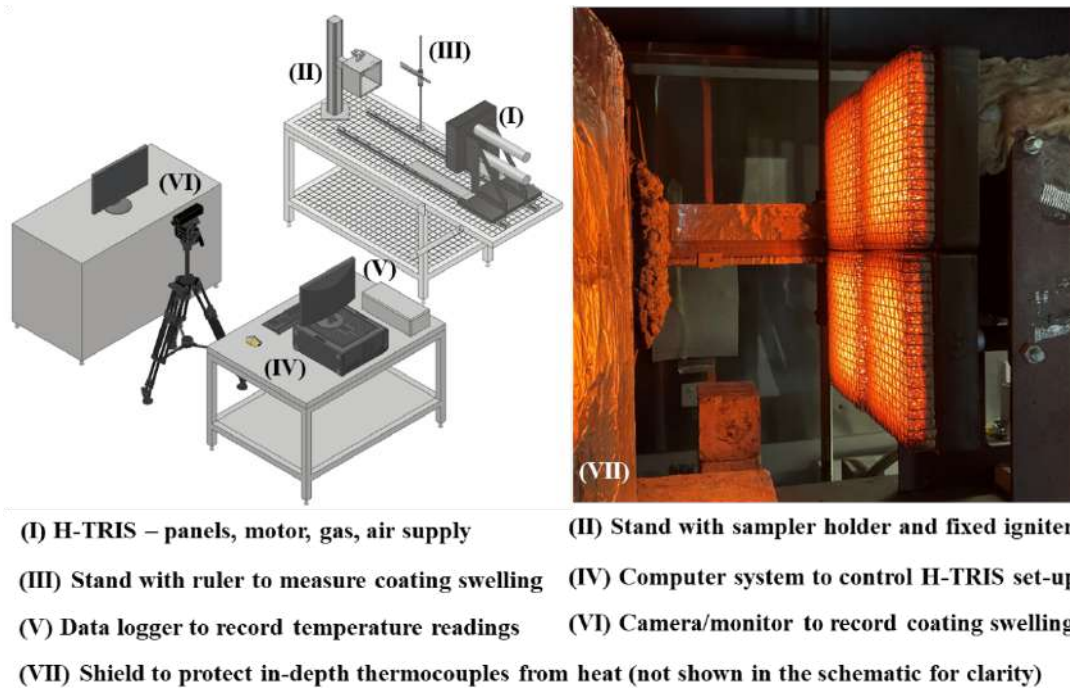 (II)
(III)
(I)
(VI)
(V)
(IV)
(VII)
(I) H-TRIS – panels, motor, gas, air supply
(II) Stand with sampler holder and fixed igniter
(III) Stand with ruler to measure coating swelling
(IV) Computer system to control H-TRIS set-up
(V) Data logger to record temperature readings
(VI) Camera/monitor to record coating swelling
(VII) Shield to protect in-depth thermocouples from heat (not shown in the schematic for clarity)